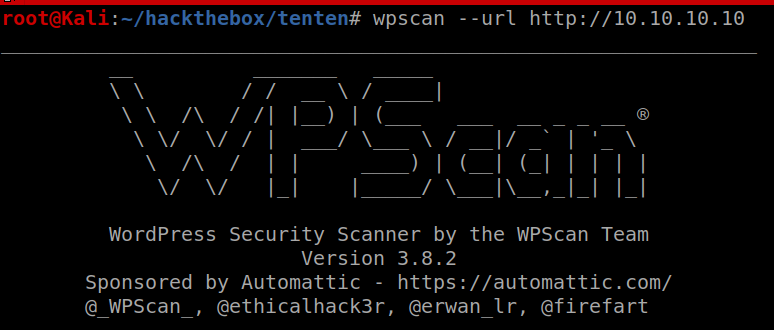 root@Kali:~/hackthebox/tenten# wpscan --url http://10.10.10.10
WPScan ®
WordPress Security Scanner by the WPScan Team
Version 3.8.2
Sponsored by Automattic - https://automattic.com/
@_WPScan_, @ethicalhack3r, @erwan_lr, @firefart